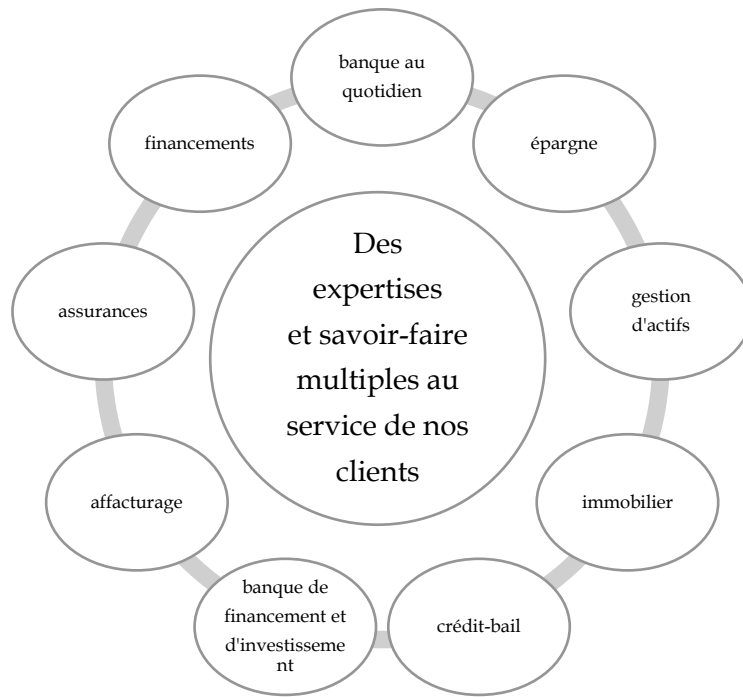 banque au
quotidien
épargne
gestion
d'actifs
immobilier
crédit-bail
banque de
financement et
d'investisseme
nt
affacturage
assurances
financements
Des
expertises
et savoir-faire
multiples au
service de nos
clients